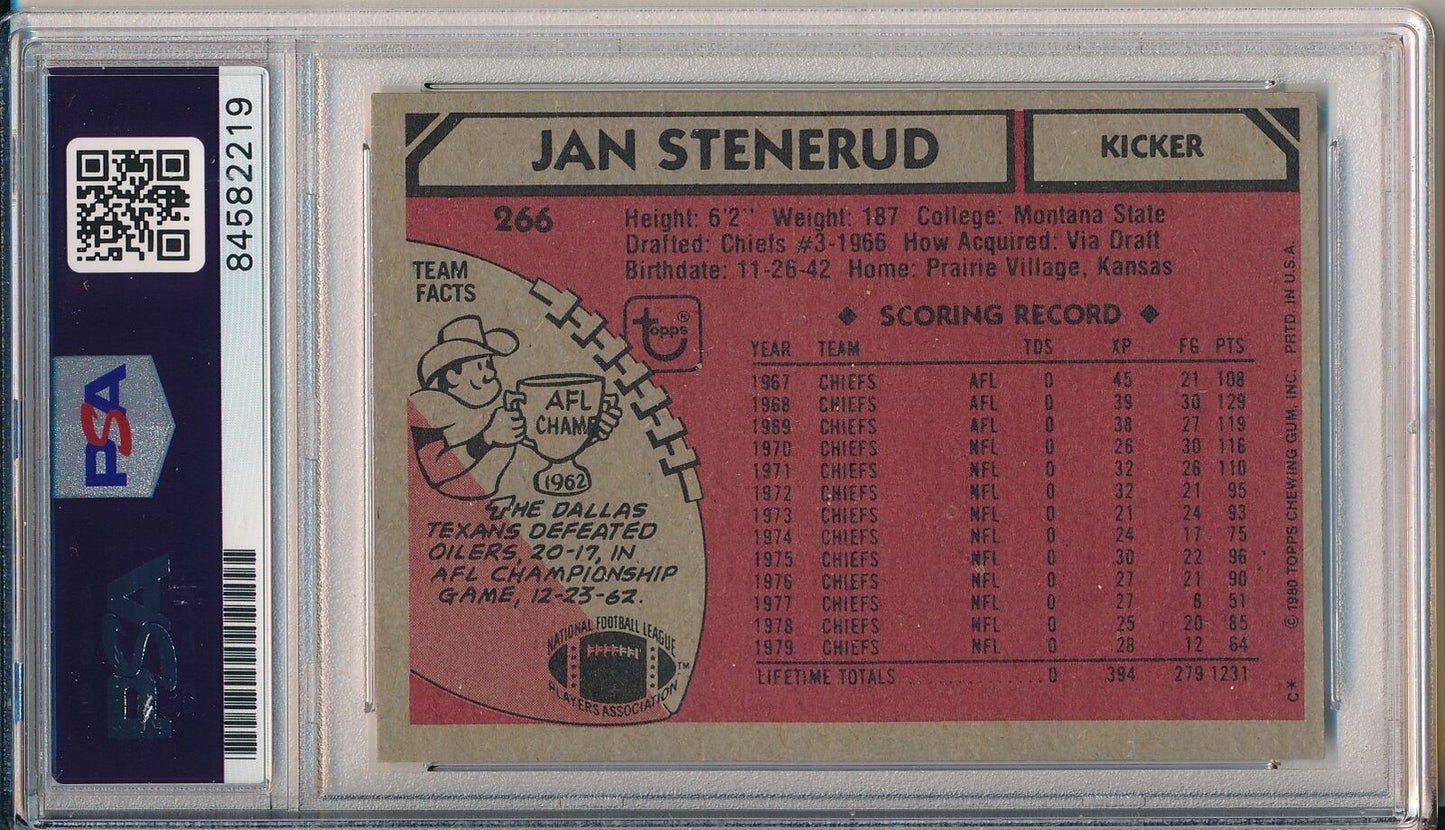 84582219
PSA
PSA
JAN STENERUD
KICKER
266
Height: 6'2" Weight: 187 College: Montana State
Drafted: Chiefs #3-1966 How Acquired: Via Draft
Birthdate: 11-26-42 Home: Prairie Village, Kansas
TEAM
FACTS
topps®
AFL
CHAMP
1962
THE DALLAS
TEXANS DEFEATED
OILERS, 20-17, IN
AFL CHAMPIONSHIP
GAME, 12-23-62.
NATIONAL FOOTBALL LEAGUE
PLAYERS ASSOCIATION
™
◆ SCORING RECORD ◆
YEAR TEAM TDS XP FG PTS
1967 CHIEFS AFL 0 45 21 108
1968 CHIEFS AFL 0 39 30 129
1969 CHIEFS AFL 0 38 27 119
1970 CHIEFS NFL 0 26 30 116
1971 CHIEFS NFL 0 32 26 110
1972 CHIEFS NFL 0 32 21 95
1973 CHIEFS NFL 0 21 24 93
1974 CHIEFS NFL 0 24 17 75
1975 CHIEFS NFL 0 30 22 96
1976 CHIEFS NFL 0 27 21 90
1977 CHIEFS NFL 0 27 8 51
1978 CHIEFS NFL 0 25 20 85
1979 CHIEFS NFL 0 28 12 64
LIFETIME TOTALS ............... 0 394 279 1231
©1980 TOPPS CHEWING GUM, INC. PRTD. IN U.S.A.
C*